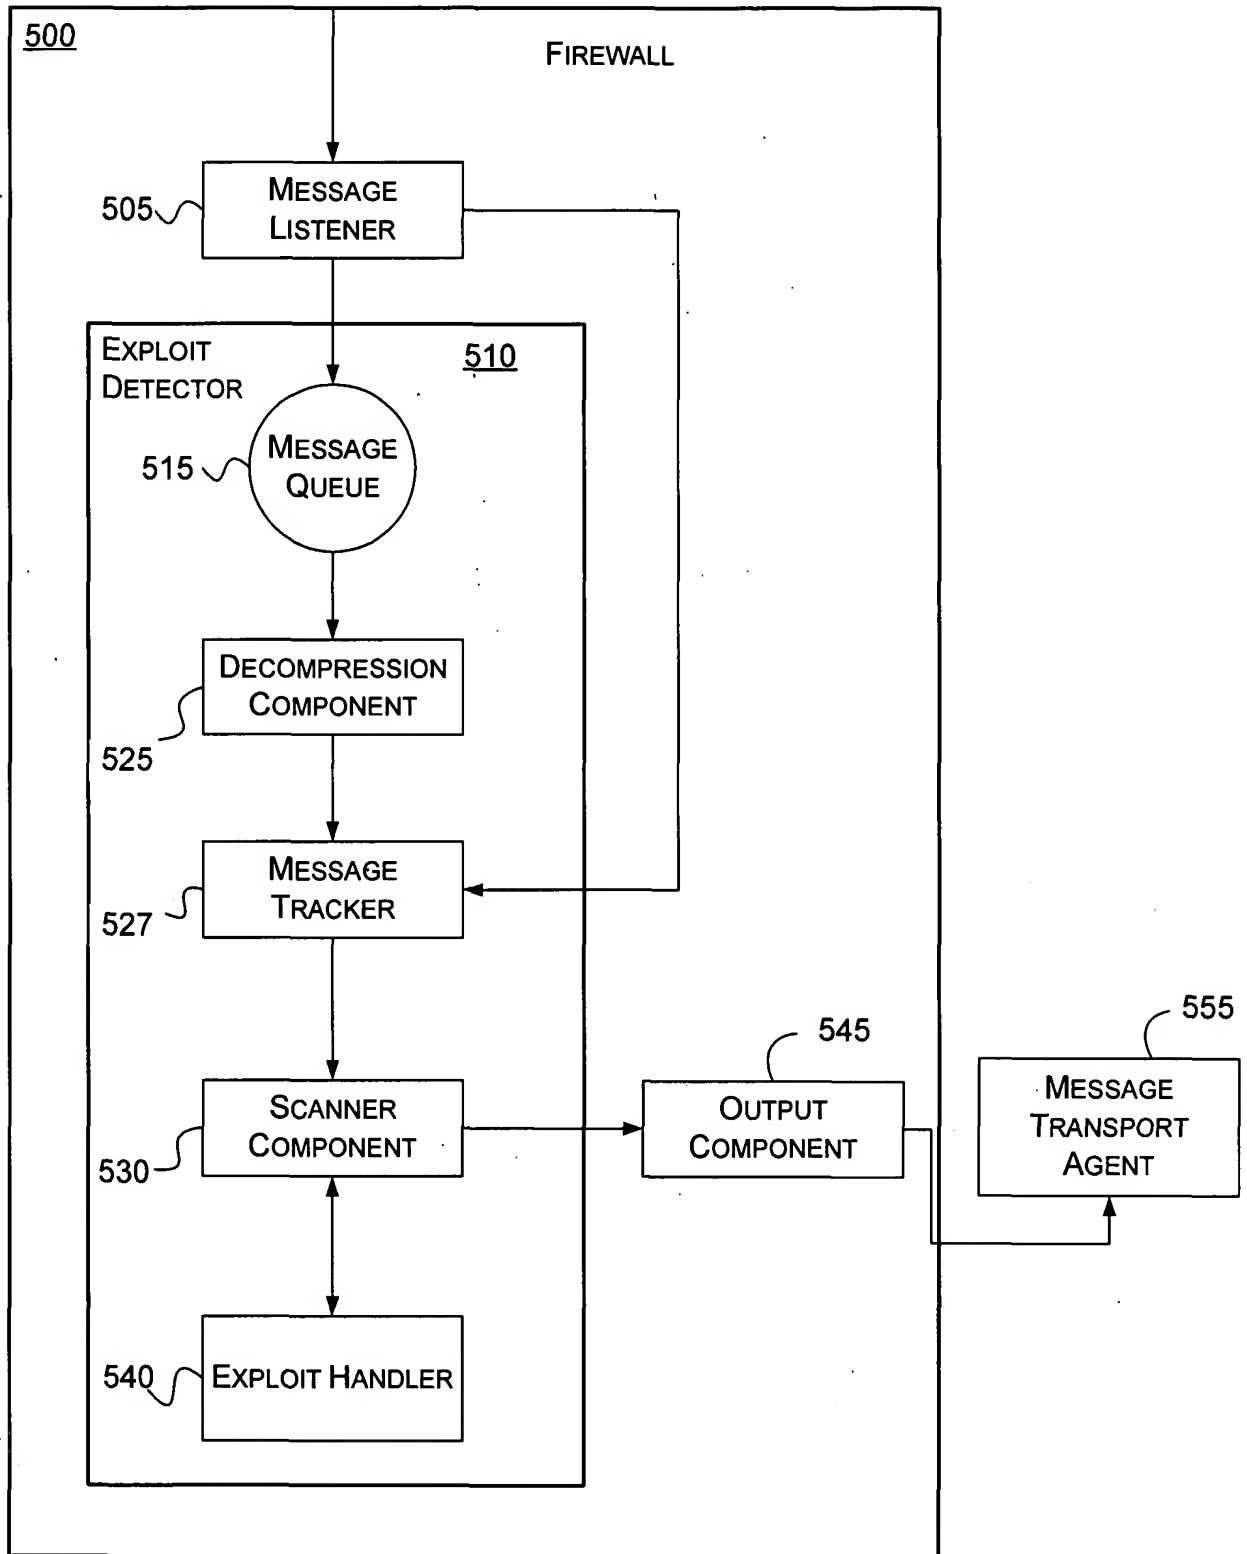 500
FIREWALL
MESSAGE
LISTENER
505
EXPLOIT
DETECTOR
510
MESSAGE
QUEUE
515
DECOMPRESSION
COMPONENT
525
MESSAGE
TRACKER
527
SCANNER
COMPONENT
530
545
OUTPUT
COMPONENT
555
MESSAGE
TRANSPORT
AGENT
540
EXPLOIT HANDLER